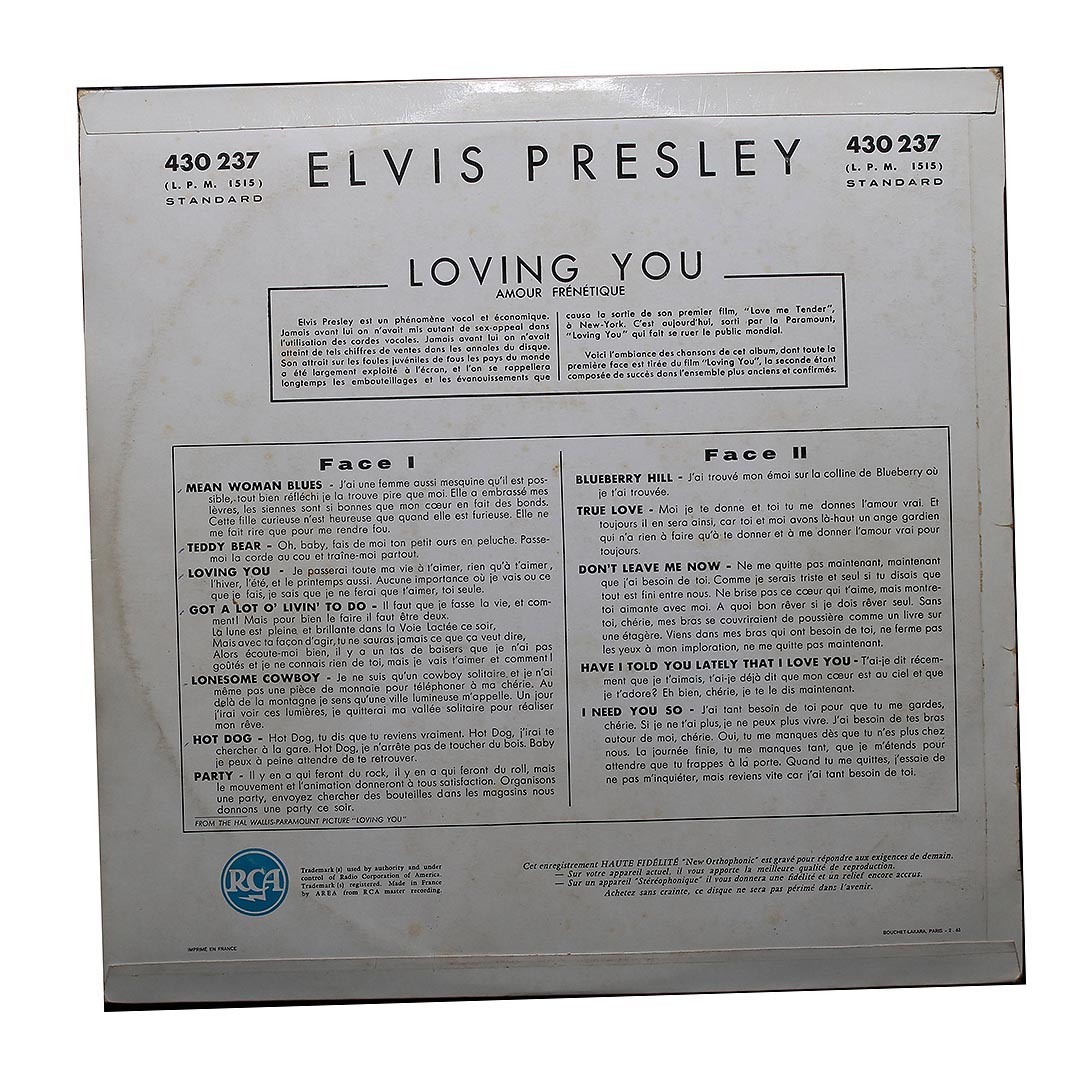 430 237
(L. P. M. 1515)
STANDARD
ELVIS PRESLEY
430 237
(L. P. M. 1515)
STANDARD
LOVING YOU
AMOUR FRÉNÉTIQUE
Elvis Presley est un phénomène vocal et économique.
Jamais avant lui on n'avait mis autant de sex-appeal dans
l'utilisation des cordes vocales. Jamais avant lui on n'avait
atteint de tels chiffres de ventes dans les annales du disque.
Son attrait sur les foules juvéniles de tous les pays du monde
a été largement exploité à l'écran, et l'on se rappellera
longtemps les embouteillages et les évanouissements que
causa la sortie de son premier film, "Love me Tender",
à New-York. C'est aujourd'hui, sorti par la Paramount,
"Loving You" qui fait se ruer le public mondial.
Voici l'ambiance des chansons de cet album, dont toute la
première face est tirée du film "Loving You", la seconde étant
composée de succès dans l'ensemble plus anciens et confirmés.
Face I
MEAN WOMAN BLUES - J'ai une femme aussi mesquine qu'il est pos-
sible, tout bien réfléchi je la trouve pire que moi. Elle a embrassé mes
lèvres, les siennes sont si bonnes que mon cœur en fait des bonds.
Cette fille curieuse n'est heureuse que quand elle est furieuse. Elle ne
me fait rire que pour me rendre fou.
TEDDY BEAR - Oh, baby, fais de moi ton petit ours en peluche. Passe-
moi la corde au cou et traîne-moi partout.
LOVING YOU - Je passerai toute ma vie à t'aimer, rien qu'à t'aimer,
l'hiver, l'été, et le printemps aussi. Aucune importance où je vais ou ce
que je fais, je sais que je ne ferai que t'aimer, toi seule.
GOT A LOT O' LIVIN' TO DO - Il faut que je fasse la vie, et com-
ment! Mais pour bien le faire il faut être deux.
La lune est pleine et brillante dans la Voie Lactée ce soir,
Mais avec ta façon d'agir, tu ne sauras jamais ce que ça veut dire,
Alors écoute-moi bien, il y a un tas de baisers que je n'ai pas
goûtés et je ne connais rien de toi, mais je vais t'aimer et comment!
LONESOME COWBOY - Je ne suis qu'un cowboy solitaire et je n'ai
même pas une pièce de monnaie pour téléphoner à ma chérie. Au
delà de la montagne je sens qu'une ville lumineuse m'appelle. Un jour
j'irai voir ces lumières, je quitterai ma vallée solitaire pour réaliser
mon rêve.
HOT DOG - Hot Dog, tu dis que tu reviens vraiment. Hot Dog, j'irai te
chercher à la gare. Hot Dog, je n'arrête pas de toucher du bois. Baby
je peux à peine attendre de te retrouver.
PARTY - Il y en a qui feront du rock, il y en a qui feront du roll, mais
le mouvement et l'animation donneront à tous satisfaction. Organisons
une party, envoyez chercher des bouteilles dans les magasins nous
donnons une party ce soir.
FROM THE HAL WALLIS-PARAMOUNT PICTURE "LOVING YOU"
Face II
BLUEBERRY HILL - J'ai trouvé mon émoi sur la colline de Blueberry où
je t'ai trouvée.
TRUE LOVE - Moi je te donne et toi tu me donnes l'amour vrai. Et
toujours il en sera ainsi, car toi et moi avons là-haut un ange gardien
qui n'a rien à faire qu'à te donner et à me donner l'amour vrai pour
toujours.
DON'T LEAVE ME NOW - Ne me quitte pas maintenant, maintenant
que j'ai besoin de toi. Comme je serais triste et seul si tu disais que
tout est fini entre nous. Ne brise pas ce cœur qui t'aime, mais montre-
toi aimante avec moi. A quoi bon rêver si je dois rêver seul. Sans
toi, chérie, mes bras se couvriraient de poussière comme un livre sur
une étagère. Viens dans mes bras qui ont besoin de toi, ne ferme pas
les yeux à mon imploration, ne me quitte pas maintenant.
HAVE I TOLD YOU LATELY THAT I LOVE YOU - T'ai-je dit récem-
ment que je t'aimais, t'ai-je déjà dit que mon cœur est au ciel et que
je t'adore? Eh bien, chérie, je te le dis maintenant.
I NEED YOU SO - J'ai tant besoin de toi pour que tu me gardes,
chérie. Si je ne t'ai plus, je ne peux plus vivre. J'ai besoin de tes bras
autour de moi, chérie. Oui, tu me manques dès que tu n'es plus chez
nous. La journée finie, tu me manques tant, que je m'étends pour
attendre que tu frappes à la porte. Quand tu me quittes, j'essaie de
ne pas m'inquiéter, mais reviens vite car j'ai tant besoin de toi.
RCA
Trademark(s) used by authority and under
control of Radio Corporation of America.
Trademark (s) registered. Made in France
by AREA from RCA master recording.
Cet enregistrement HAUTE FIDÉLITÉ "New Orthophonic" est gravé pour répondre aux exigences de demain.
— Sur votre appareil actuel, il vous apporte la meilleure qualité de reproduction.
— Sur un appareil "Stéréophonique" il vous donnera une fidélité et un relief encore accrus.
Achetez sans crainte, ce disque ne sera pas périmé dans l'avenir.
IMPRIMÉ EN FRANCE
BOUCHET-LAKARA, PARIS - 2 - 63